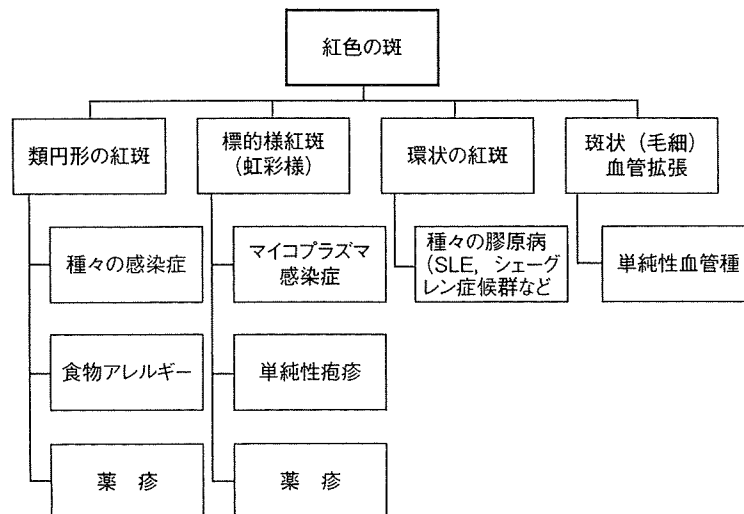 紅色の斑
類円形の紅斑
標的様紅斑
(虹彩様)
環状の紅斑
斑状(毛細)
血管拡張
種々の感染症
マイコプラズマ
感染症
種々の膠原病
(SLE, シェーグ
レン症候群など
単純性血管種
食物アレルギー
単純性疱疹
薬 疹
薬 疹